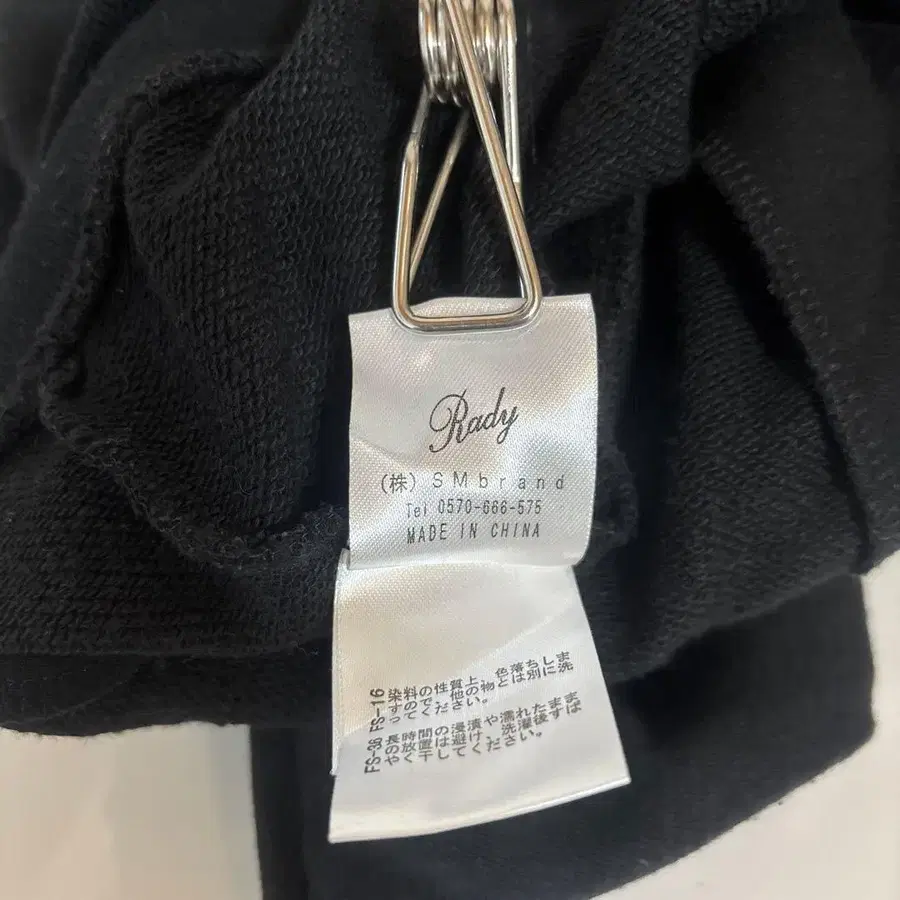 Rady
(株) SMbrand
Tel 0570-666-575
MADE IN CHINA
FS-16 染料の性質上、色落ちしま
すので、他の物とは別に洗
ってください。
FS-36 長時間の浸漬や濡れたまま
の放置は避け、洗濯後すば
やく干してください。